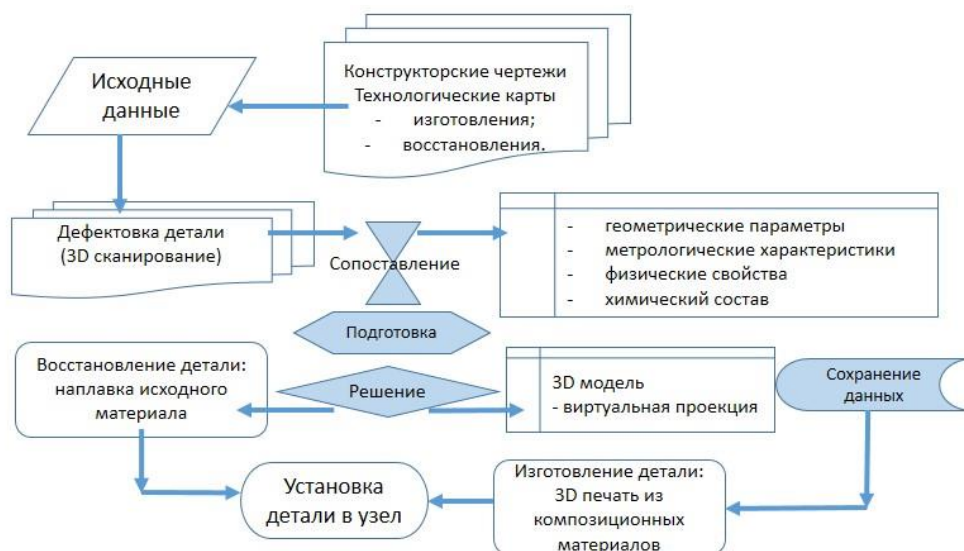 Исходные
данные
Конструкторские чертежи
Технологические карты
- изготовления;
- восстановления.
Дефектовка детали
(3D сканирование)
Сопоставление
- геометрические параметры
- метрологические характеристики
- физические свойства
- химический состав
Подготовка
Восстановление детали:
наплавка исходного
материала
Решение
3D модель
- виртуальная проекция
Сохранение
данных
Установка
детали в узел
Изготовление детали:
3D печать из
композиционных
материалов